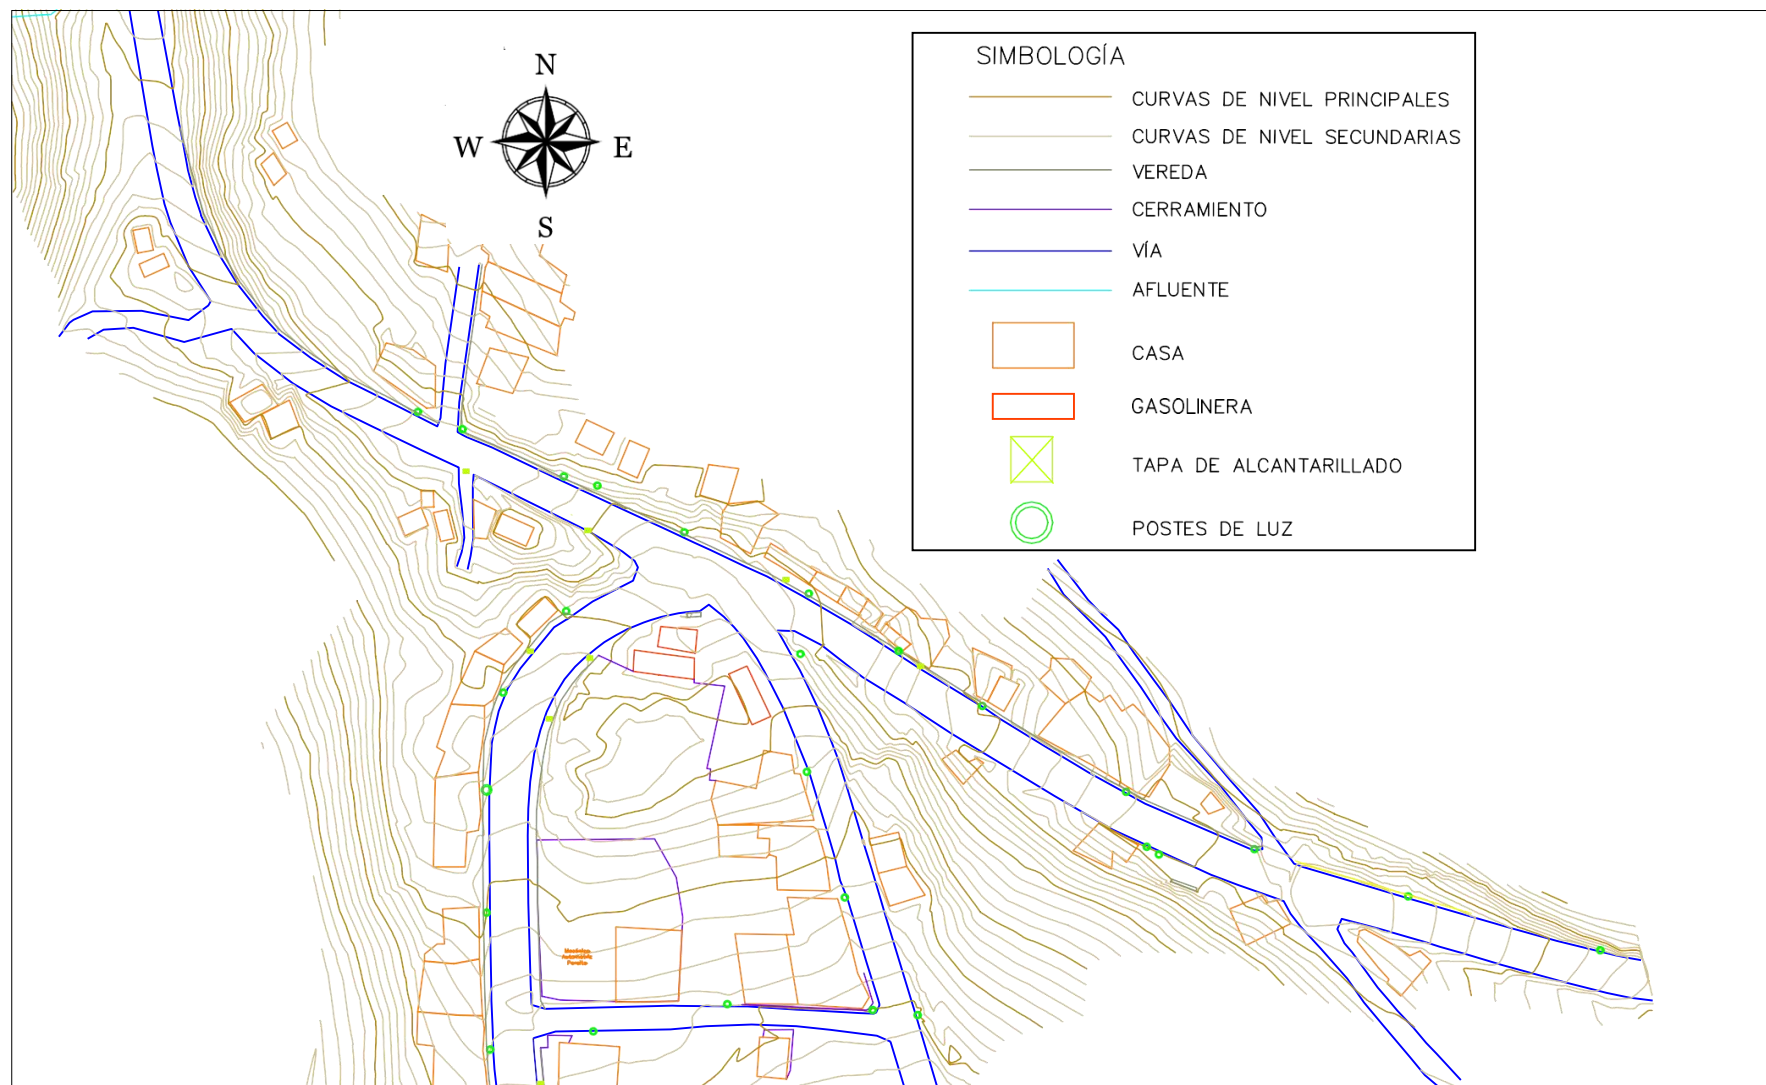 N
W E
S
SIMBOLOGÍA
CURVAS DE NIVEL PRINCIPALES
CURVAS DE NIVEL SECUNDARIAS
VEREDA
CERRAMIENTO
VÍA
AFLUENTE
CASA
GASOLINERA
TAPA DE ALCANTARILLADO
POSTES DE LUZ